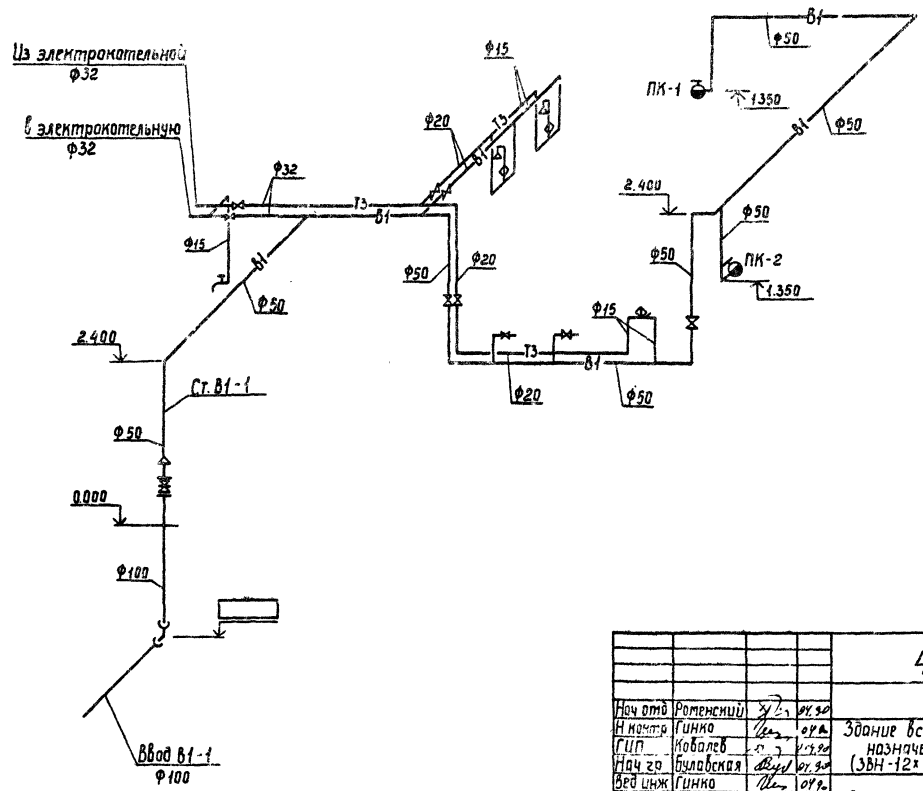 Из электрокотельной
ф32
в электрокотельную
ф32
ф15
ф20
Т3
В1
ф32
Т3
В1
ф15
В1
ф50
ф50
ф20
2.400
Ст. В1-1
ф50
0.000
ф100
Ввод В1-1
ф100
В1
ф50
ПК-1
1.350
В1
ф50
2.400
ф50
ф50
ПК-2
1.350
ф15
Т3
В1
ф20
ф50
Нач отд Роменский
Н контр Гинко
ГИП Ковалев
Нач гр Булавская
Вед инж Гинко
Здание вс
назначе
(ЗВН-12х